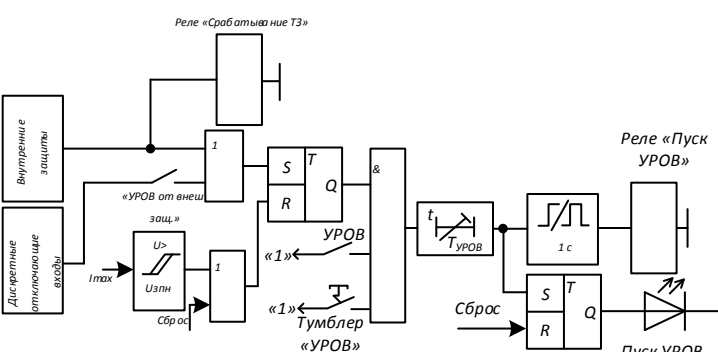 Реле «Срабатывание ТЗ»
Внутренние
защиты
1
«УРОВ от внеш
защ.»
Дискретные
отключающие
входы
U>
Uзпн
Imax
1
Сброс
S
T
Q
R
&
УРОВ
«1»
«1»
Тумблер
«УРОВ»
t
TУРОВ
1 с
Реле «Пуск
УРОВ»
Сброс
S
T
Q
R
Пуск УРОВ